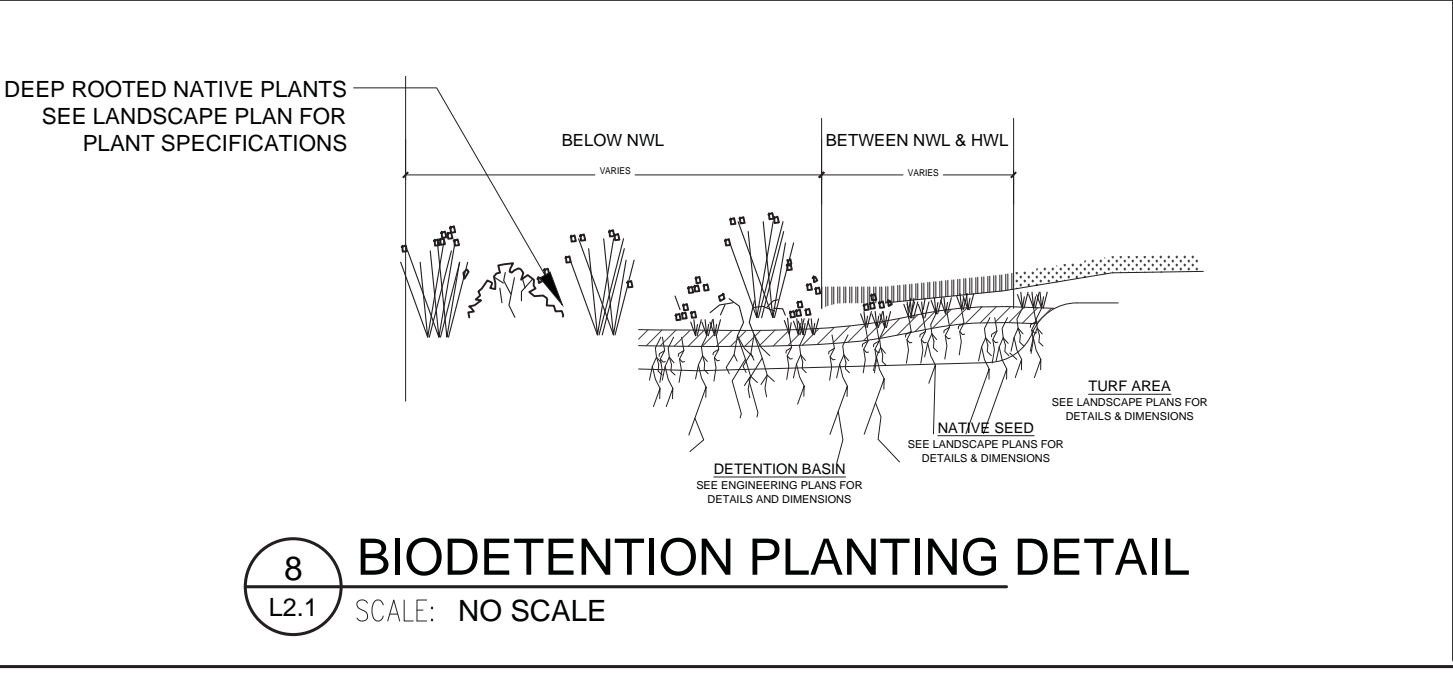 DEEP ROOTED NATIVE PLANTS
SEE LANDSCAPE PLAN FOR
PLANT SPECIFICATIONS
BELOW NWL
BETWEEN NWL & HWL
VARIES
VARIES
TURF AREA
SEE LANDSCAPE PLANS FOR
DETAILS & DIMENSIONS
NATIVE SEED
SEE LANDSCAPE PLANS FOR
DETAILS & DIMENSIONS
DETENTION BASIN
SEE ENGINEERING PLANS FOR
DETAILS AND DIMENSIONS
8
L2.1
BIODETENTION PLANTING DETAIL
SCALE: NO SCALE